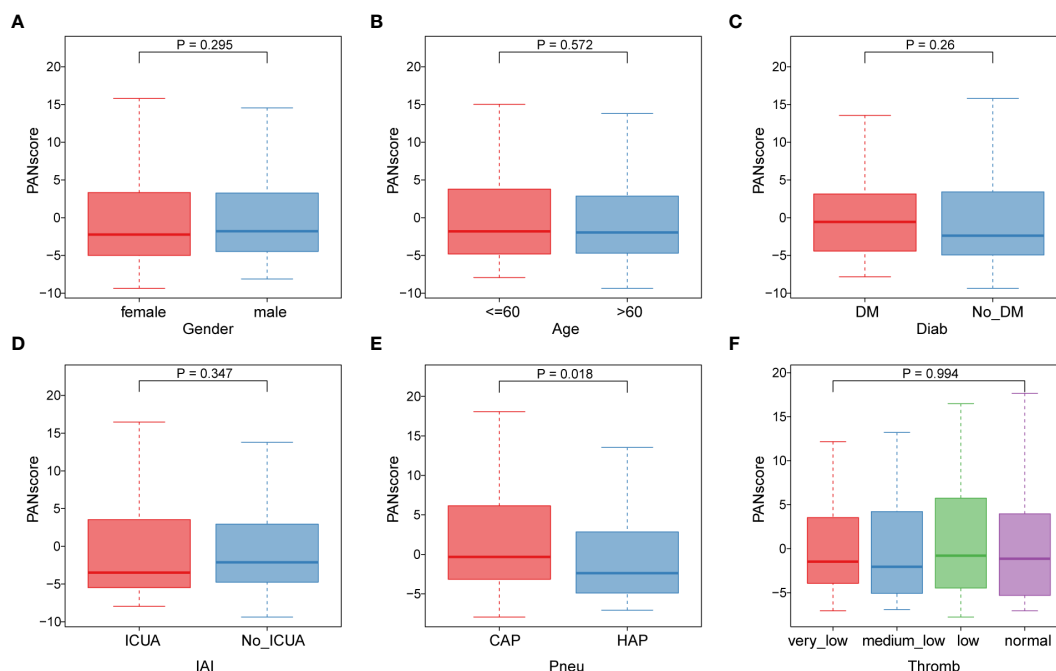 A
P = 0.295
PANscore
20
15
10
5
0
−5
−10
female
male
Gender
B
P = 0.572
PANscore
20
15
10
5
0
−5
−10
<=60
>60
Age
C
P = 0.26
PANscore
20
15
10
5
0
−5
−10
DM
No_DM
Diab
D
P = 0.347
PANscore
20
15
10
5
0
−5
−10
ICUA
No_ICUA
IAI
E
P = 0.018
PANscore
20
15
10
5
0
−5
CAP
HAP
Pneu
F
P = 0.994
PANscore
20
15
10
5
0
−5
very_low
medium_low
low
normal
Thromb